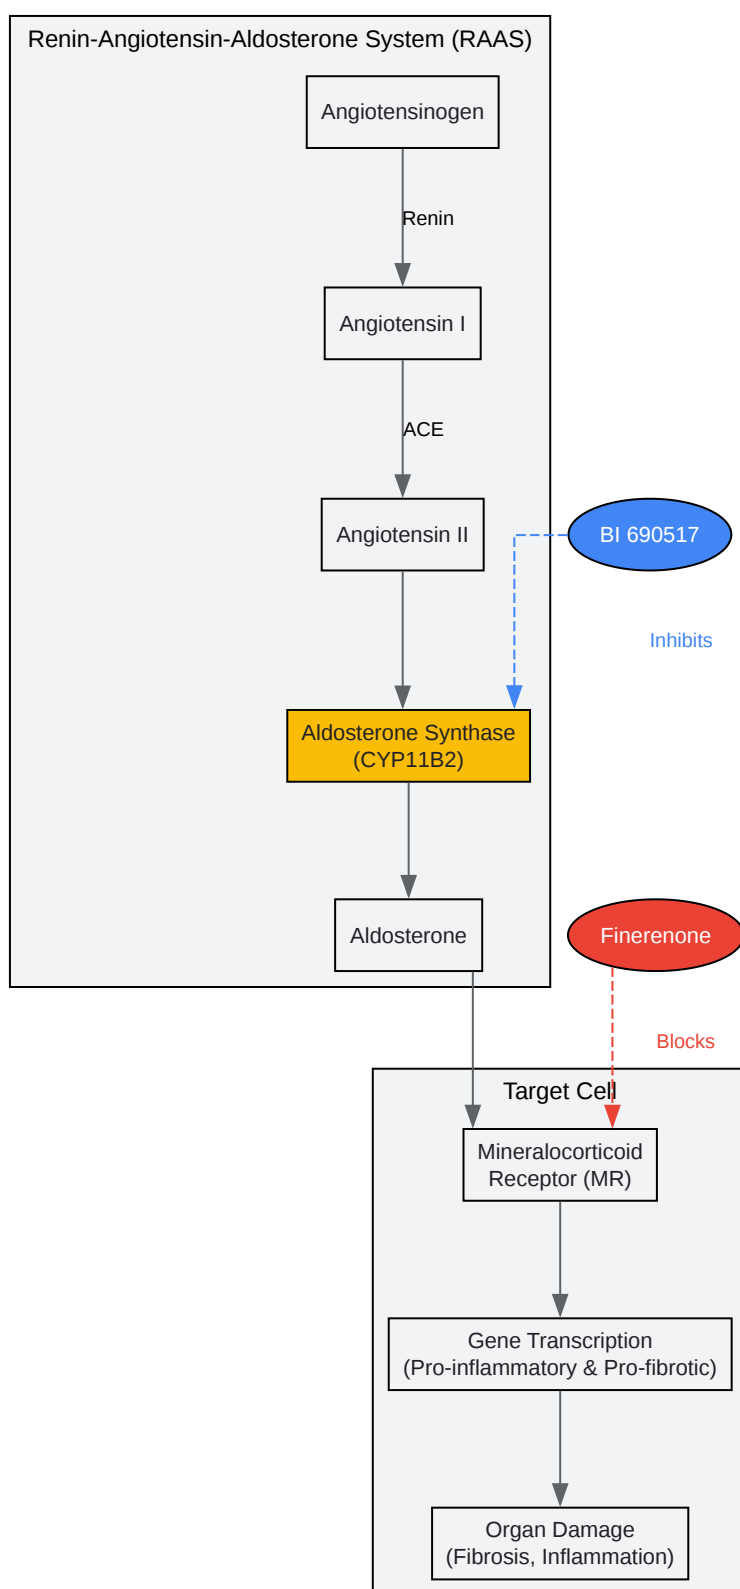 Renin-Angiotensin-Aldosterone System (RAAS)
Angiotensinogen
Renin
Angiotensin I
ACE
Angiotensin II
BI 690517
Inhibits
Aldosterone Synthase
(CYP11B2)
Aldosterone
Finerenone
Blocks
Target Cell
Mineralocorticoid
Receptor (MR)
Gene Transcription
(Pro-inflammatory & Pro-fibrotic)
Organ Damage
(Fibrosis, Inflammation)